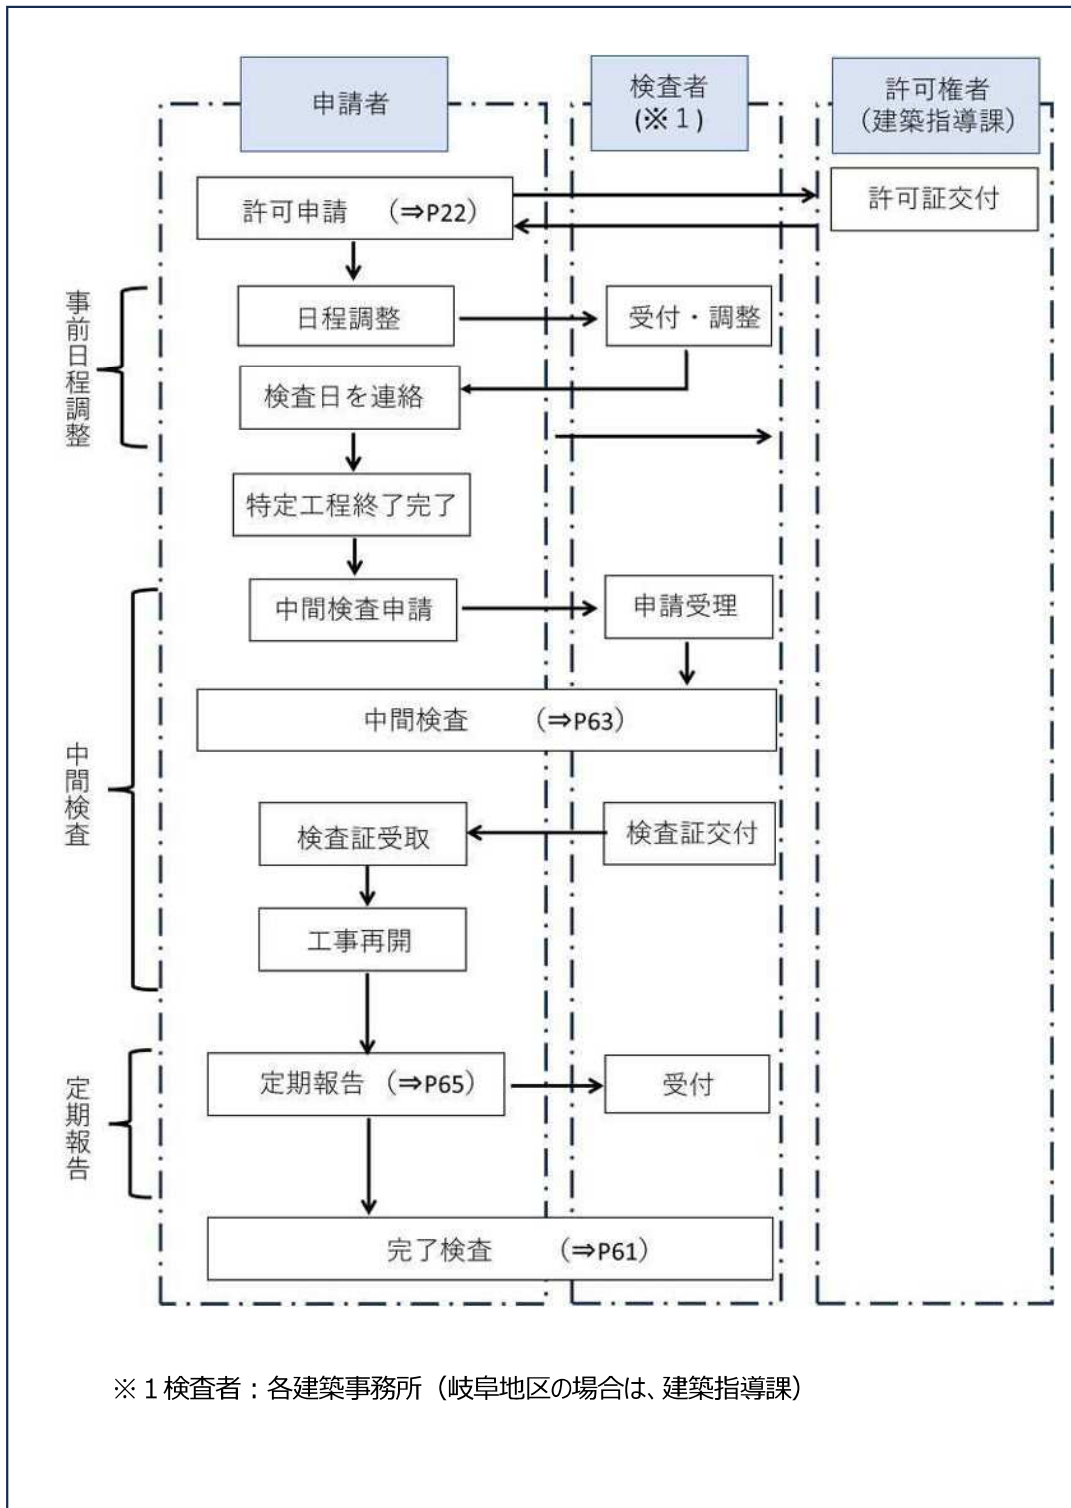 申請者
検査者
(※１)
許可権者
（建築指導課）
許可申請 （⇒P22）
許可証交付
事前日程調整
日程調整
受付・調整
検査日を連絡
特定工程終了完了
中間検査
中間検査申請
申請受理
中間検査 （⇒P63）
検査証受取
検査証交付
工事再開
定期報告
定期報告（⇒P65）
受付
完了検査 （⇒P61）
※１検査者：各建築事務所（岐阜地区の場合は、建築指導課）